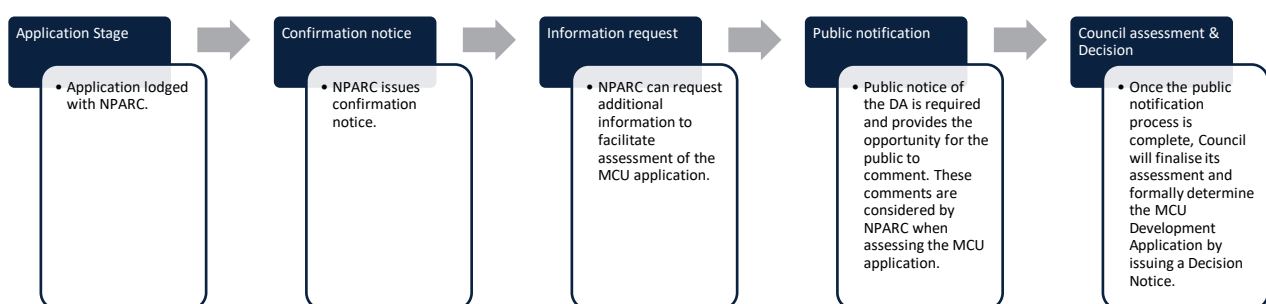 Application Stage
• Application lodged
with NPARC.
Confirmation notice
• NPARC issues
confirmation
notice.
Information request
• NPARC can request
additional
information to
facilitate
assessment of the
MCU application.
Public notification
• Public notice of
the DA is required
and provides the
opportunity for the
public to
comment. These
comments are
considered by
NPARC when
assessing the MCU
application.
Council assessment &
Decision
• Once the public
notification
process is
complete, Council
will finalise its
assessment and
formally determine
the MCU
Development
Application by
issuing a Decision
Notice.